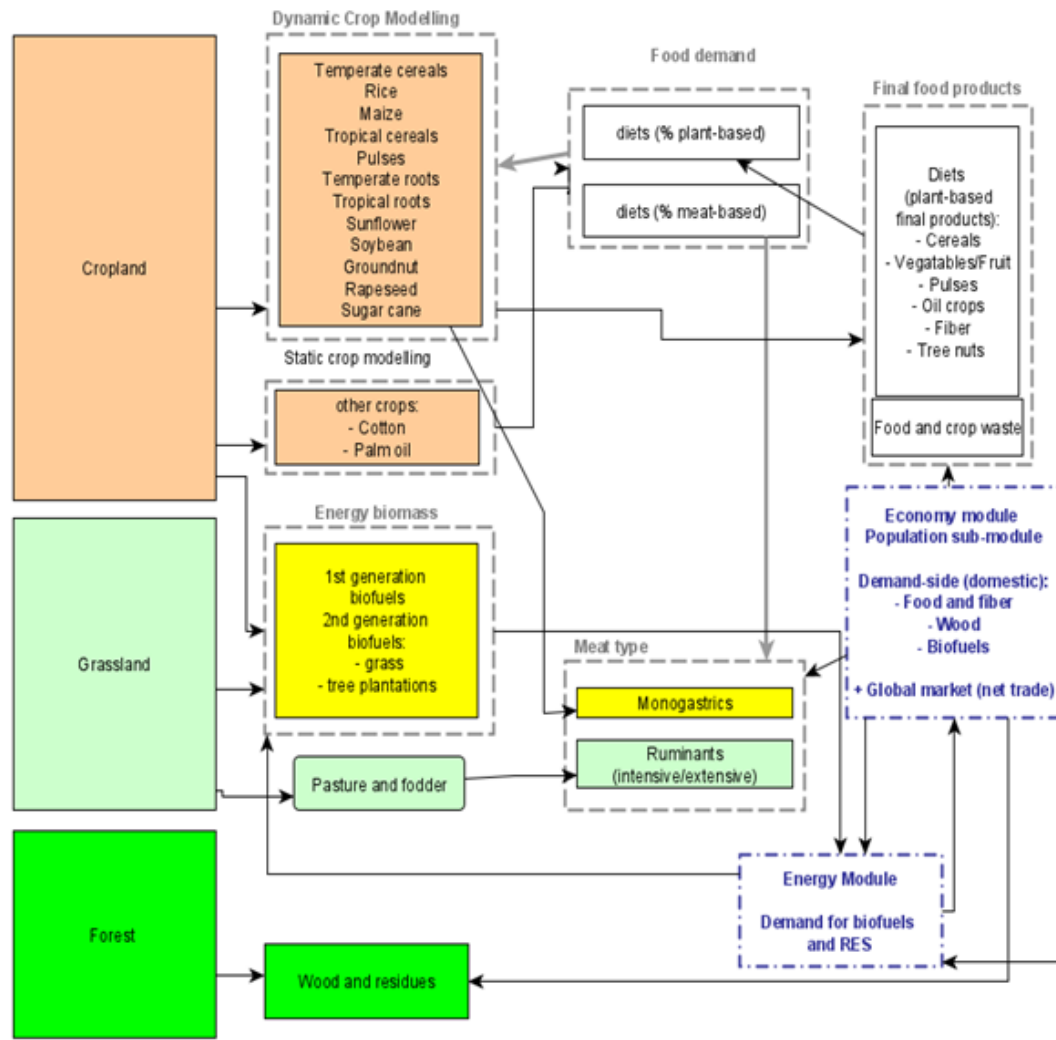 Dynamic Crop Modelling
Temperate cereals
Rice
Maize
Tropical cereals
Pulses
Temperate roots
Tropical roots
Sunflower
Soybean
Groundnut
Rapeseed
Sugar cane
Food demand
diets (% plant-based)
diets (% meat-based)
Final food products
Diets
(plant-based
final products):
- Cereals
- Vegatables/Fruit
- Pulses
- Oil crops
- Fiber
- Tree nuts
Food and crop waste
Cropland
Static crop modelling
other crops:
- Cotton
- Palm oil
Energy biomass
1st generation
biofuels
2nd generation
biofuels:
- grass
- tree plantations
Grassland
Pasture and fodder
Meat type
Monogastrics
Ruminants
(intensive/extensive)
Economy module
Population sub-module
Demand-side (domestic):
- Food and fiber
- Wood
- Biofuels
+ Global market (net trade)
Energy Module
Demand for biofuels
and RES
Forest
Wood and residues